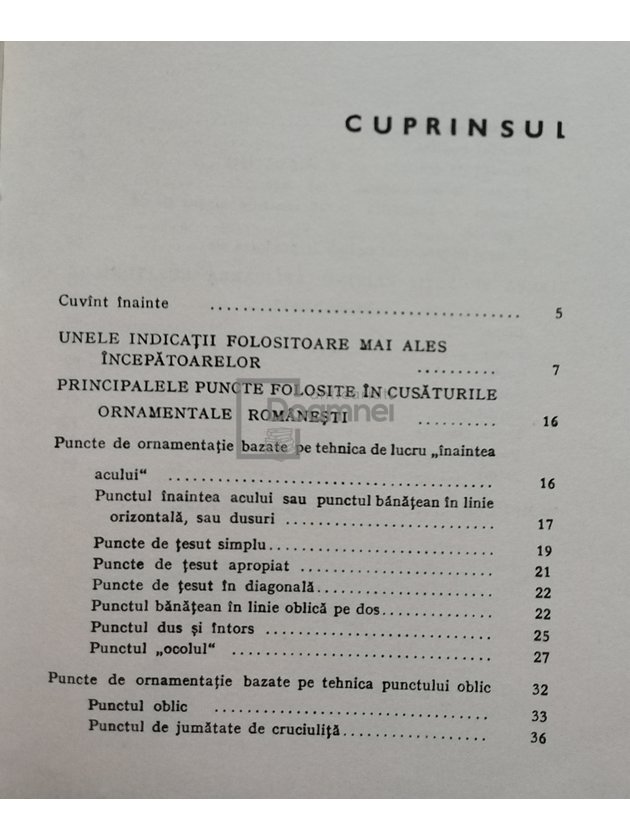 CUPRINSUL
Cuvînt înainte ..................................... 5
UNELE INDICAȚII FOLOSITOARE MAI ALES
ÎNCEPĂTOARELOR .......... 7
PRINCIPALELE PUNCTE FOLOSITE ÎN CUSĂTURILE
ORNAMENTALE ROMÂNEȘTI .......... 16
Puncte de ornamentație bazate pe tehnica de lucru „înaintea
acului“ ....................................... 16
Punctul înaintea acului sau punctul bănățean în linie
orizontală, sau dusuri ......................... 17
Puncte de țesut simplu........................... 19
Puncte de țesut apropiat ........................ 21
Puncte de țesut în diagonală..................... 22
Punctul bănățean în linie oblică pe dos............. 22
Punctul dus și întors ............................ 25
Punctul „ocolul“ ............................... 27
Puncte de ornamentație bazate pe tehnica punctului oblic 32
Punctul oblic ................................. 33
Punctul de jumătate de cruciuliță................. 36
Dogmnei